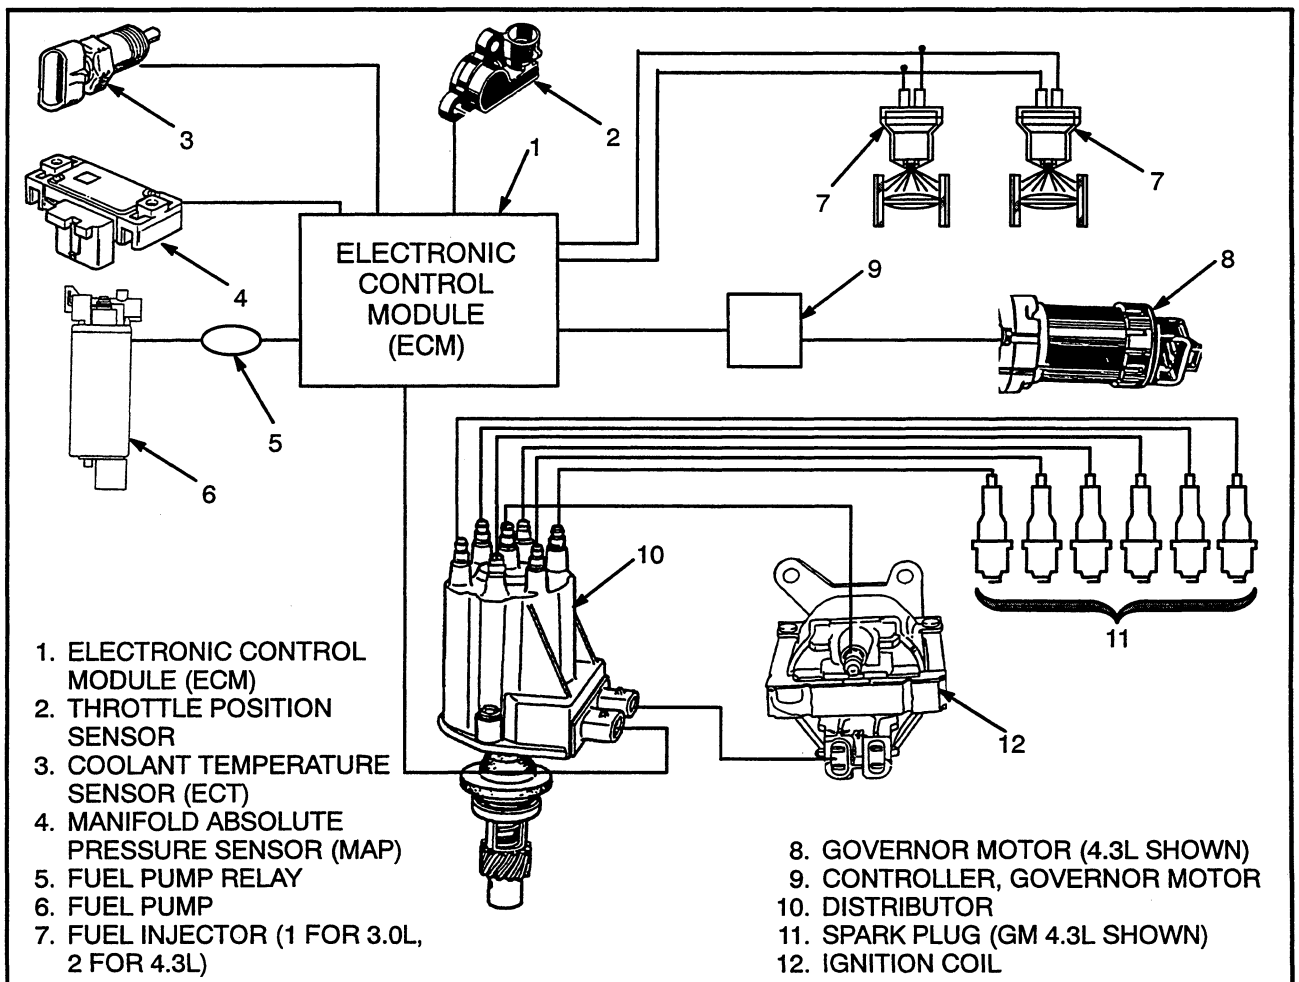 3
2
1
7
7
ELECTRONIC
CONTROL
MODULE
(ECM)
9
8
4
5
6
10
11
12
1. ELECTRONIC CONTROL
MODULE (ECM)
2. THROTTLE POSITION
SENSOR
3. COOLANT TEMPERATURE
SENSOR (ECT)
4. MANIFOLD ABSOLUTE
PRESSURE SENSOR (MAP)
5. FUEL PUMP RELAY
6. FUEL PUMP
7. FUEL INJECTOR (1 FOR 3.0L,
2 FOR 4.3L)
8. GOVERNOR MOTOR (4.3L SHOWN)
9. CONTROLLER, GOVERNOR MOTOR
10. DISTRIBUTOR
11. SPARK PLUG (GM 4.3L SHOWN)
12. IGNITION COIL